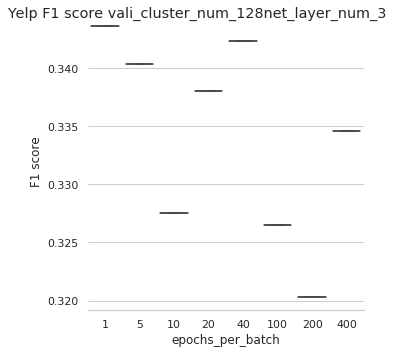 Yelp F1 score vali_cluster_num_128net_layer_num_3
0.340
0.335
0.330
0.325
0.320
F1 score
1 5 10 20 40 100 200 400
epochs_per_batch